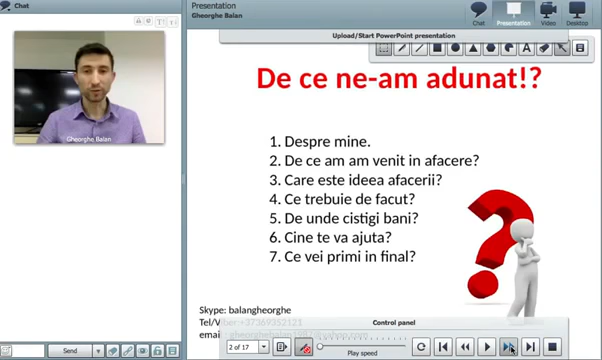 Chat
Presentation
Gheorghe Balan
Chat
Presentation
Video
Desktop
Upload/Start PowerPoint presentation
De ce ne-am adunat!?
Gheorghe Balan
1. Despre mine.
2. De ce am am venit in afacere?
3. Care este ideea afacerii?
4. Ce trebuie de facut?
5. De unde cistigi bani?
6. Cine te va ajuta?
7. Ce vei primi in final?
Skype: balangheorghe
Tel/Viber:+37369352121
Control panel
email
2 of 17
Play speed
Send